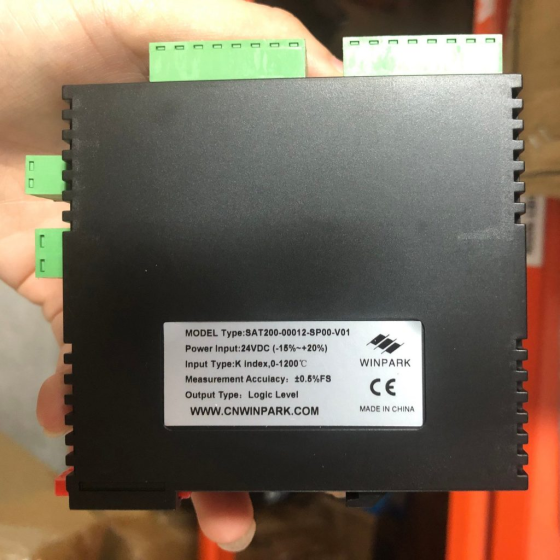 MODEL Type:SAT200-00012-SP00-V01
Power Input:24VDC (-15%~+20%)
Input Type:K index,0-1200℃
Measurement Accuiacy: ±0.5%FS
Output Type: Logic Level
WWW.CNWINPARK.COM
WINPARK
CE
MADE IN CHINA